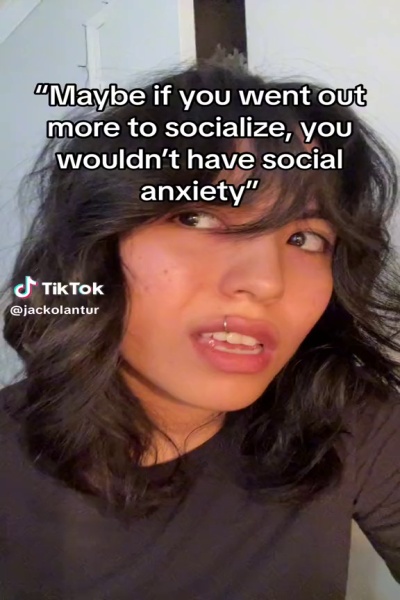 “Maybe if you went out
more to socialize, you
wouldn’t have social
anxiety”
TikTok
@jackolantur